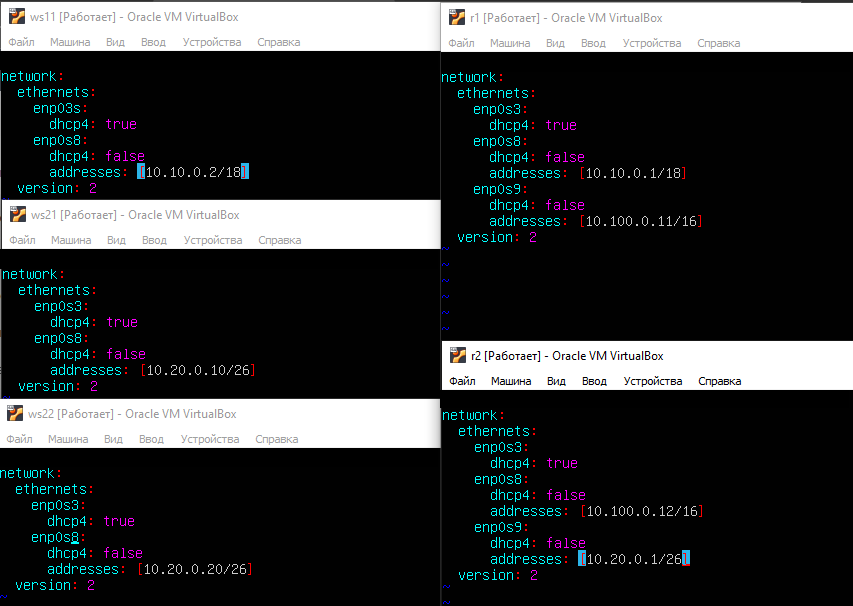 ws11 [Работает] - Oracle VM VirtualBox
Файл Машина Вид Ввод Устройства Справка
network:
ethernets:
enp03s:
dhcp4: true
enp0s8:
dhcp4: false
addresses: [10.10.0.2/18]
version: 2
ws21 [Работает] - Oracle VM VirtualBox
Файл Машина Вид Ввод Устройства Справка
network:
ethernets:
enp0s3:
dhcp4: true
enp0s8:
dhcp4: false
addresses: [10.20.0.10/26]
version: 2
ws22 [Работает] - Oracle VM VirtualBox
Файл Машина Вид Ввод Устройства Справка
network:
ethernets:
enp0s3:
dhcp4: true
enp0s8:
dhcp4: false
addresses: [10.20.0.20/26]
version: 2
~
r1 [Работает] - Oracle VM VirtualBox
Файл Машина Вид Ввод Устройства Справка
network:
ethernets:
enp0s3:
dhcp4: true
enp0s8:
dhcp4: false
addresses: [10.10.0.1/18]
enp0s9:
dhcp4: false
addresses: [10.100.0.11/16]
version: 2
~
~
~
~
~
~
r2 [Работает] - Oracle VM VirtualBox
Файл Машина Вид Ввод Устройства Справка
network:
ethernets:
enp0s3:
dhcp4: true
enp0s8:
dhcp4: false
addresses: [10.100.0.12/16]
enp0s9:
dhcp4: false
addresses: [10.20.0.1/26]
version: 2
~
~